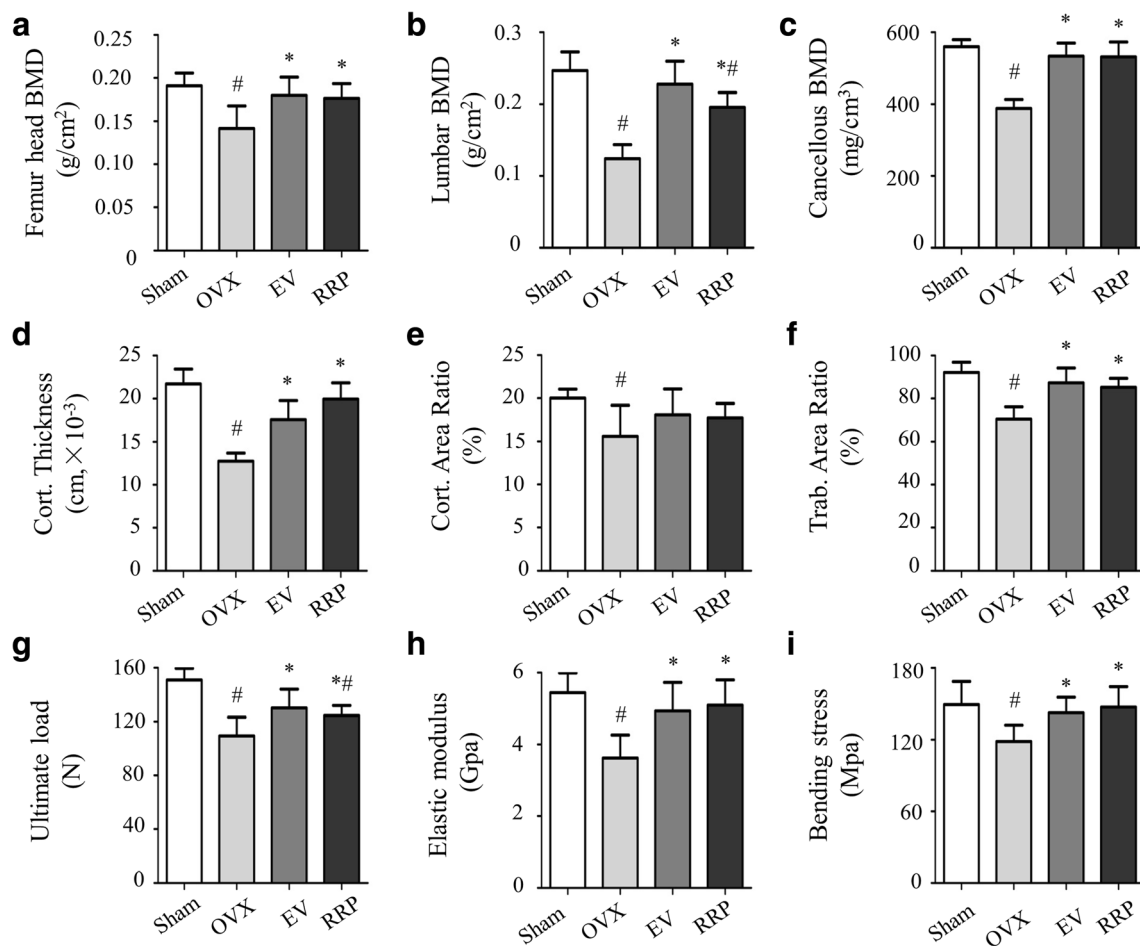 a
Femur head BMD
(g/cm²)
0.25
0.20
0.15
0.10
0.05
0
#
*
*
Sham
OVX
EV
RRP
b
Lumbar BMD
(g/cm²)
0.3
0.2
0.1
0
#
*
*#
Sham
OVX
EV
RRP
c
Cancellous BMD
(mg/cm³)
600
400
200
0
#
*
*
Sham
OVX
EV
RRP
d
Cort. Thickness
(cm,×10⁻³)
25
20
15
10
5
0
#
*
*
Sham
OVX
EV
RRP
e
Cort. Area Ratio
(%)
25
20
15
10
5
0
#
Sham
OVX
EV
RRP
f
Trab. Area Ratio
(%)
100
80
60
40
20
0
#
*
*
Sham
OVX
EV
RRP
g
Ultimate load
(N)
160
120
80
40
0
#
*
*#
Sham
OVX
EV
RRP
h
Elastic modulus
(Gpa)
6
4
2
0
#
*
*
Sham
OVX
EV
RRP
i
Bending stress
(Mpa)
180
120
60
0
#
*
*
Sham
OVX
EV
RRP